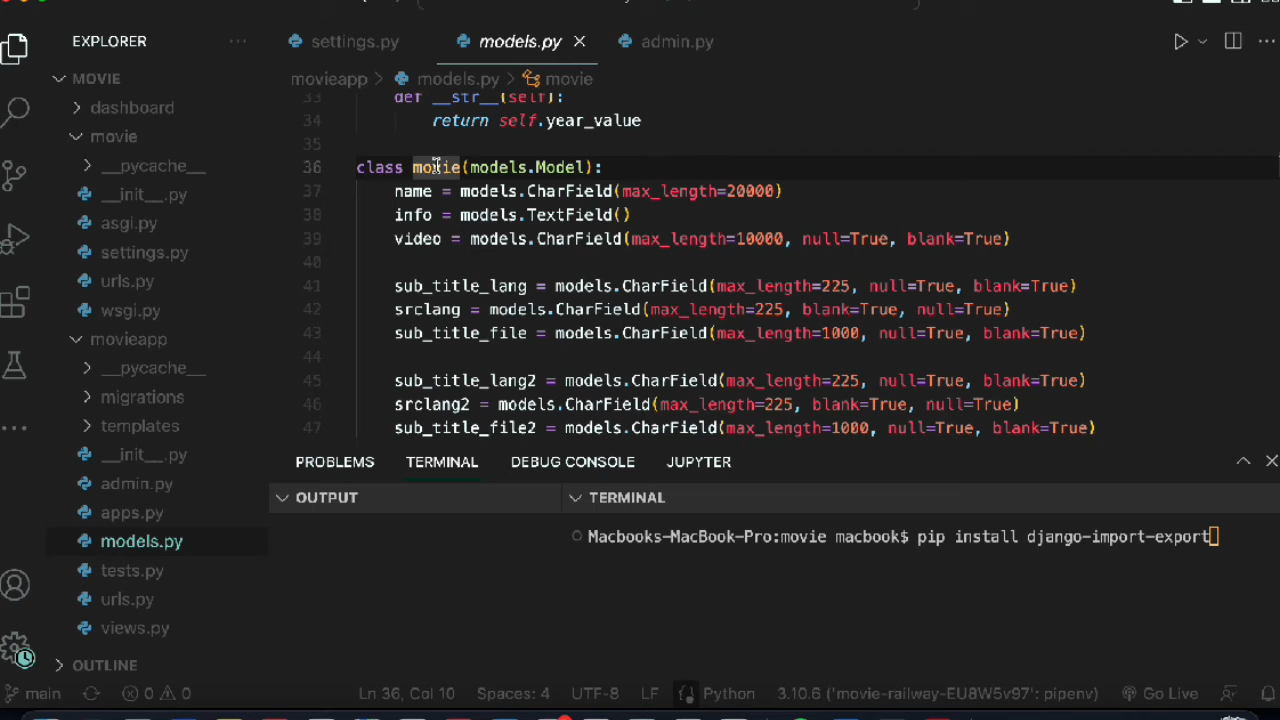 EXPLORER
MOVIE
dashboard
movie
__pycache__
__init__.py
asgi.py
settings.py
urls.py
wsgi.py
movieapp
__pycache__
migrations
templates
__init__.py
admin.py
apps.py
models.py
tests.py
urls.py
views.py
OUTLINE
settings.py models.py admin.py
movieapp > models.py > movie
33 def __str__(self):
34 return self.year_value
35
36 class movie(models.Model):
37 name = models.CharField(max_length=20000)
38 info = models.TextField()
39 video = models.CharField(max_length=10000, null=True, blank=True)
40
41 sub_title_lang = models.CharField(max_length=225, null=True, blank=True)
42 srclang = models.CharField(max_length=225, blank=True, null=True)
43 sub_title_file = models.CharField(max_length=1000, null=True, blank=True)
44
45 sub_title_lang2 = models.CharField(max_length=225, null=True, blank=True)
46 srclang2 = models.CharField(max_length=225, blank=True, null=True)
47 sub_title_file2 = models.CharField(max_length=1000, null=True, blank=True)
PROBLEMS TERMINAL DEBUG CONSOLE JUPYTER
OUTPUT
TERMINAL
Macbooks-MacBook-Pro:movie macbook$ pip install django-import-export
main 0 0 Ln 36, Col 10 Spaces: 4 UTF-8 LF Python 3.10.6 ('movie-railway-EU8W5v97': pipenv) Go Live